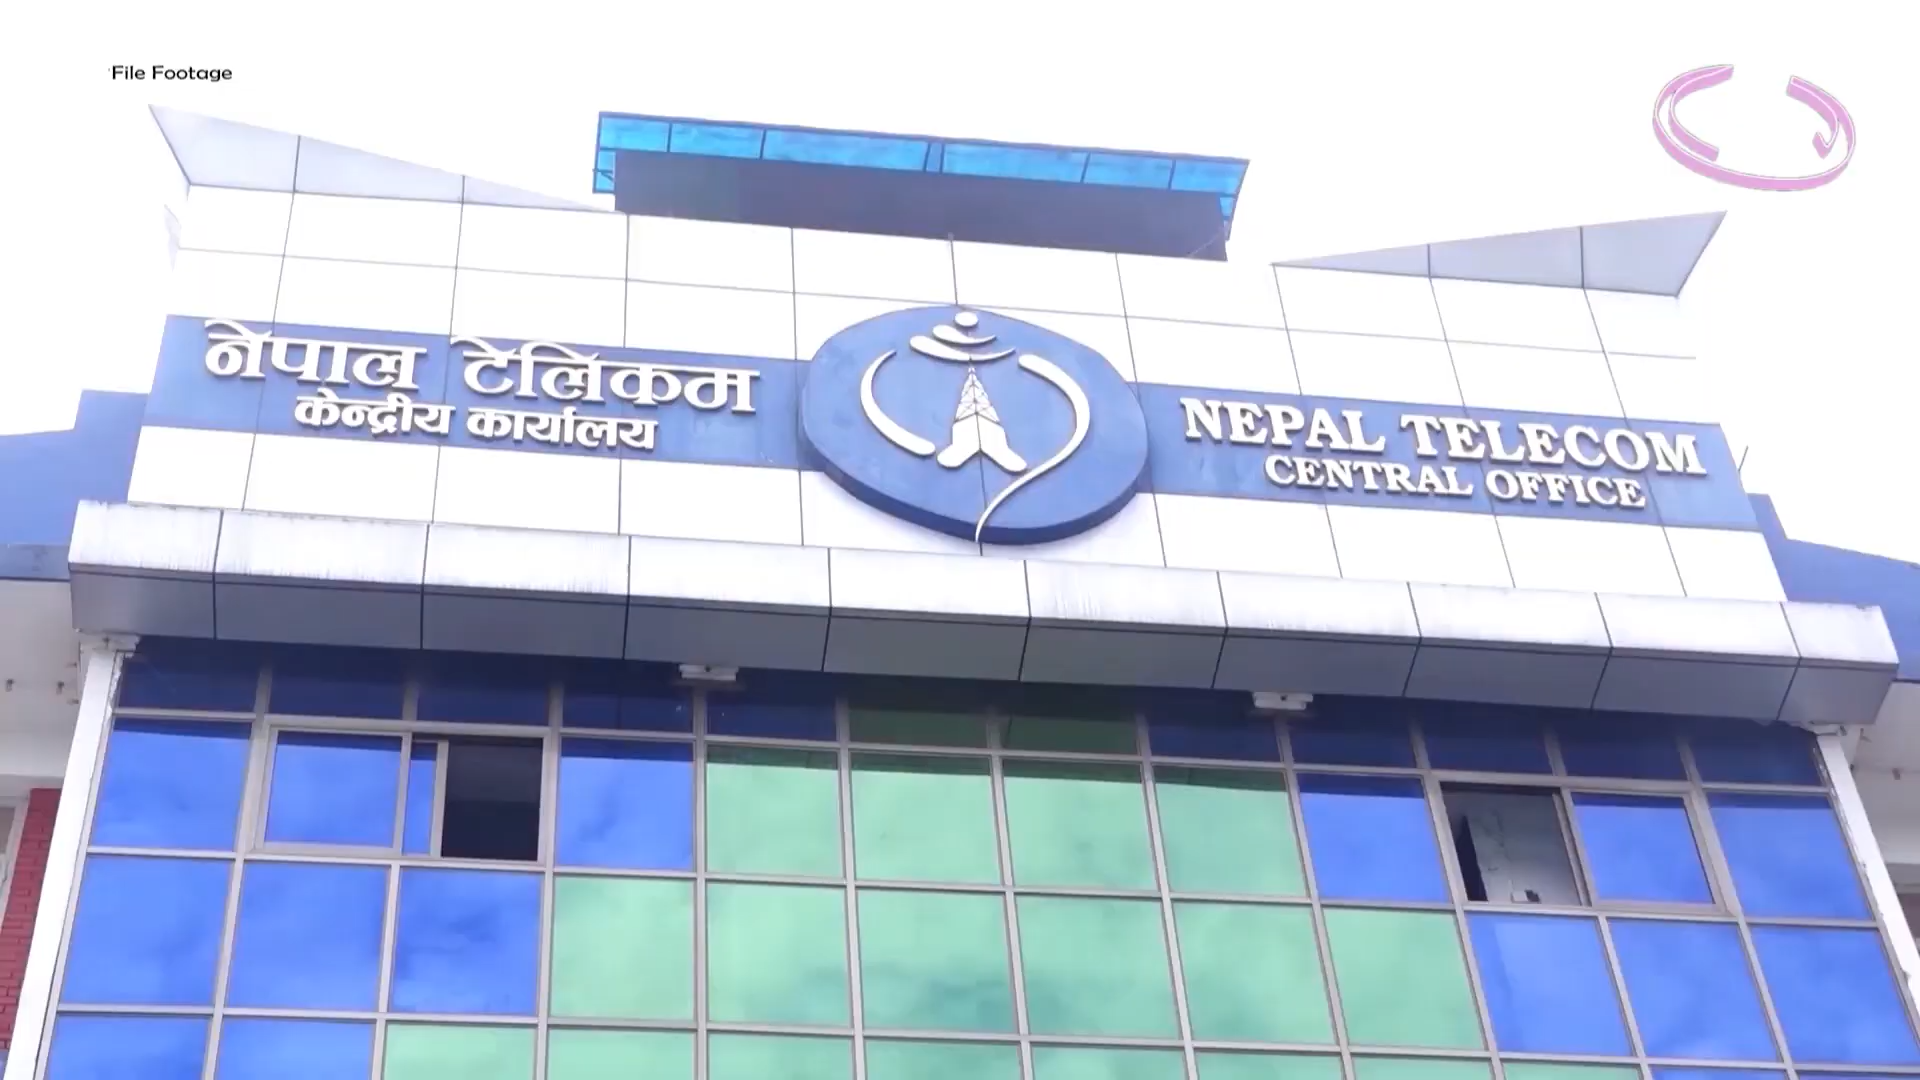 File Footage
नेपाल टेलिकम
केन्द्रीय कार्यालय
NEPAL TELECOM
CENTRAL OFFICE